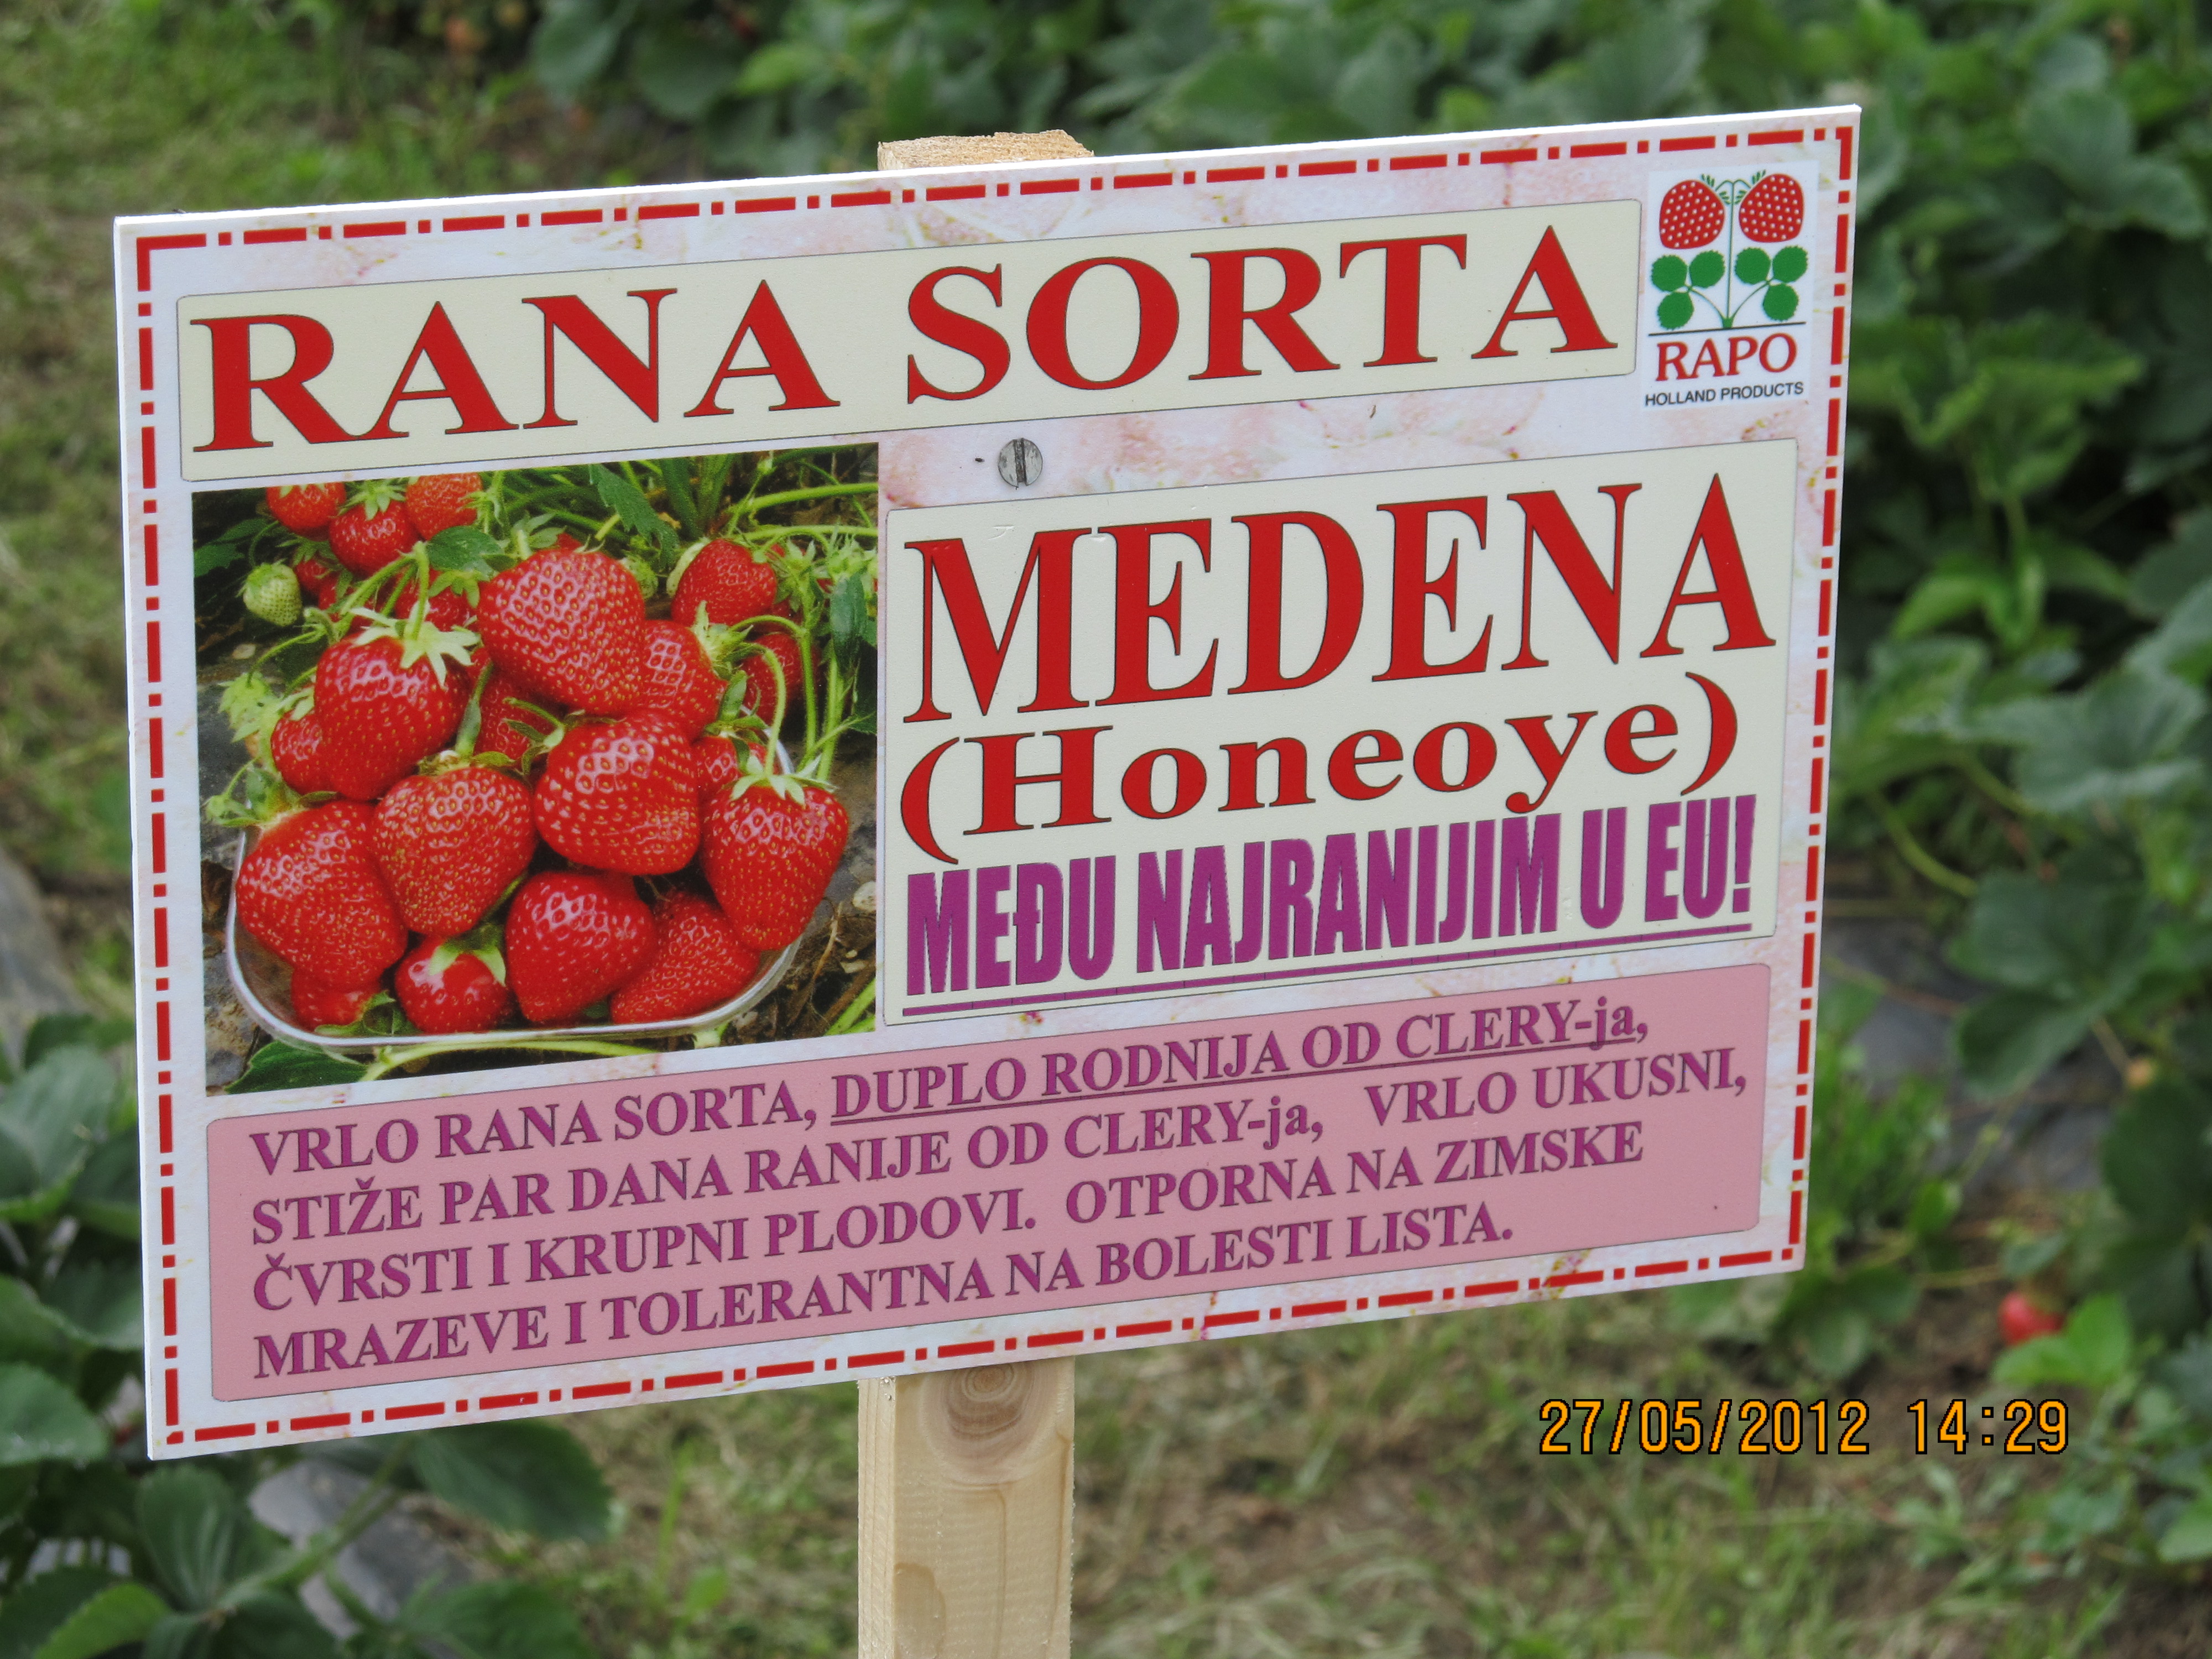 RANA SORTA
RAPO
HOLLAND PRODUCTS
MEDENA
(Honeoye)
MEĐU NAJRANIJIM U EU!
VRLO RANA SORTA, DUPLO RODNIJA OD CLERY-ja,
STIŽE PAR DANA RANIJE OD CLERY-ja, VRLO UKUSNI,
ČVRSTI I KRUPNI PLODOVI. OTPORNA NA ZIMSKE
MRAZEVE I TOLERANTNA NA BOLESTI LISTA.
27/05/2012 14:29